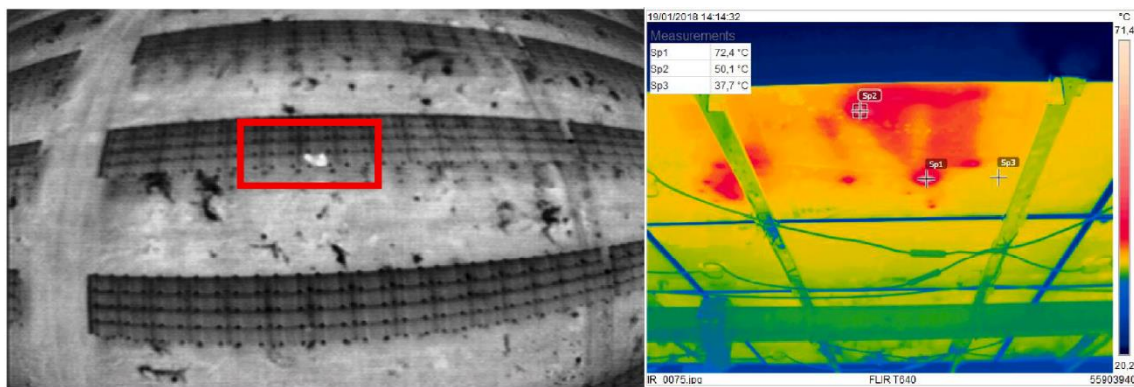 19/01/2018 14:14:32
°C
71,4
Measurements
Sp1 72,4 °C
Sp2 50,1 °C
Sp3 37,7 °C
Sp2
Sp1
Sp3
20,2
IR_0075.jpg FLIR T640 55903940